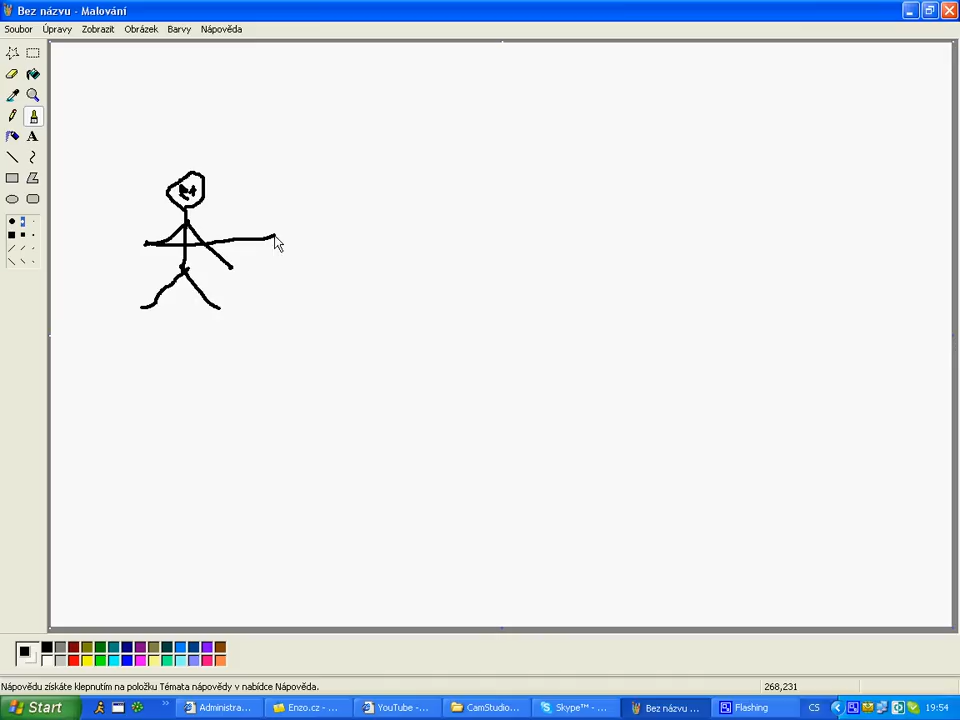 Bez názvu - Malování
Soubor Úpravy Zobrazit Obrázek Barvy Nápověda
A
Nápovědu získáte klepnutím na položku Témata nápovědy v nabídce Nápověda.
268,231
Start
Administra...
Enzo.cz - ...
YouTube -...
CamStudio...
Skype™ - ...
Bez názvu ...
Flashing
CS
19:54